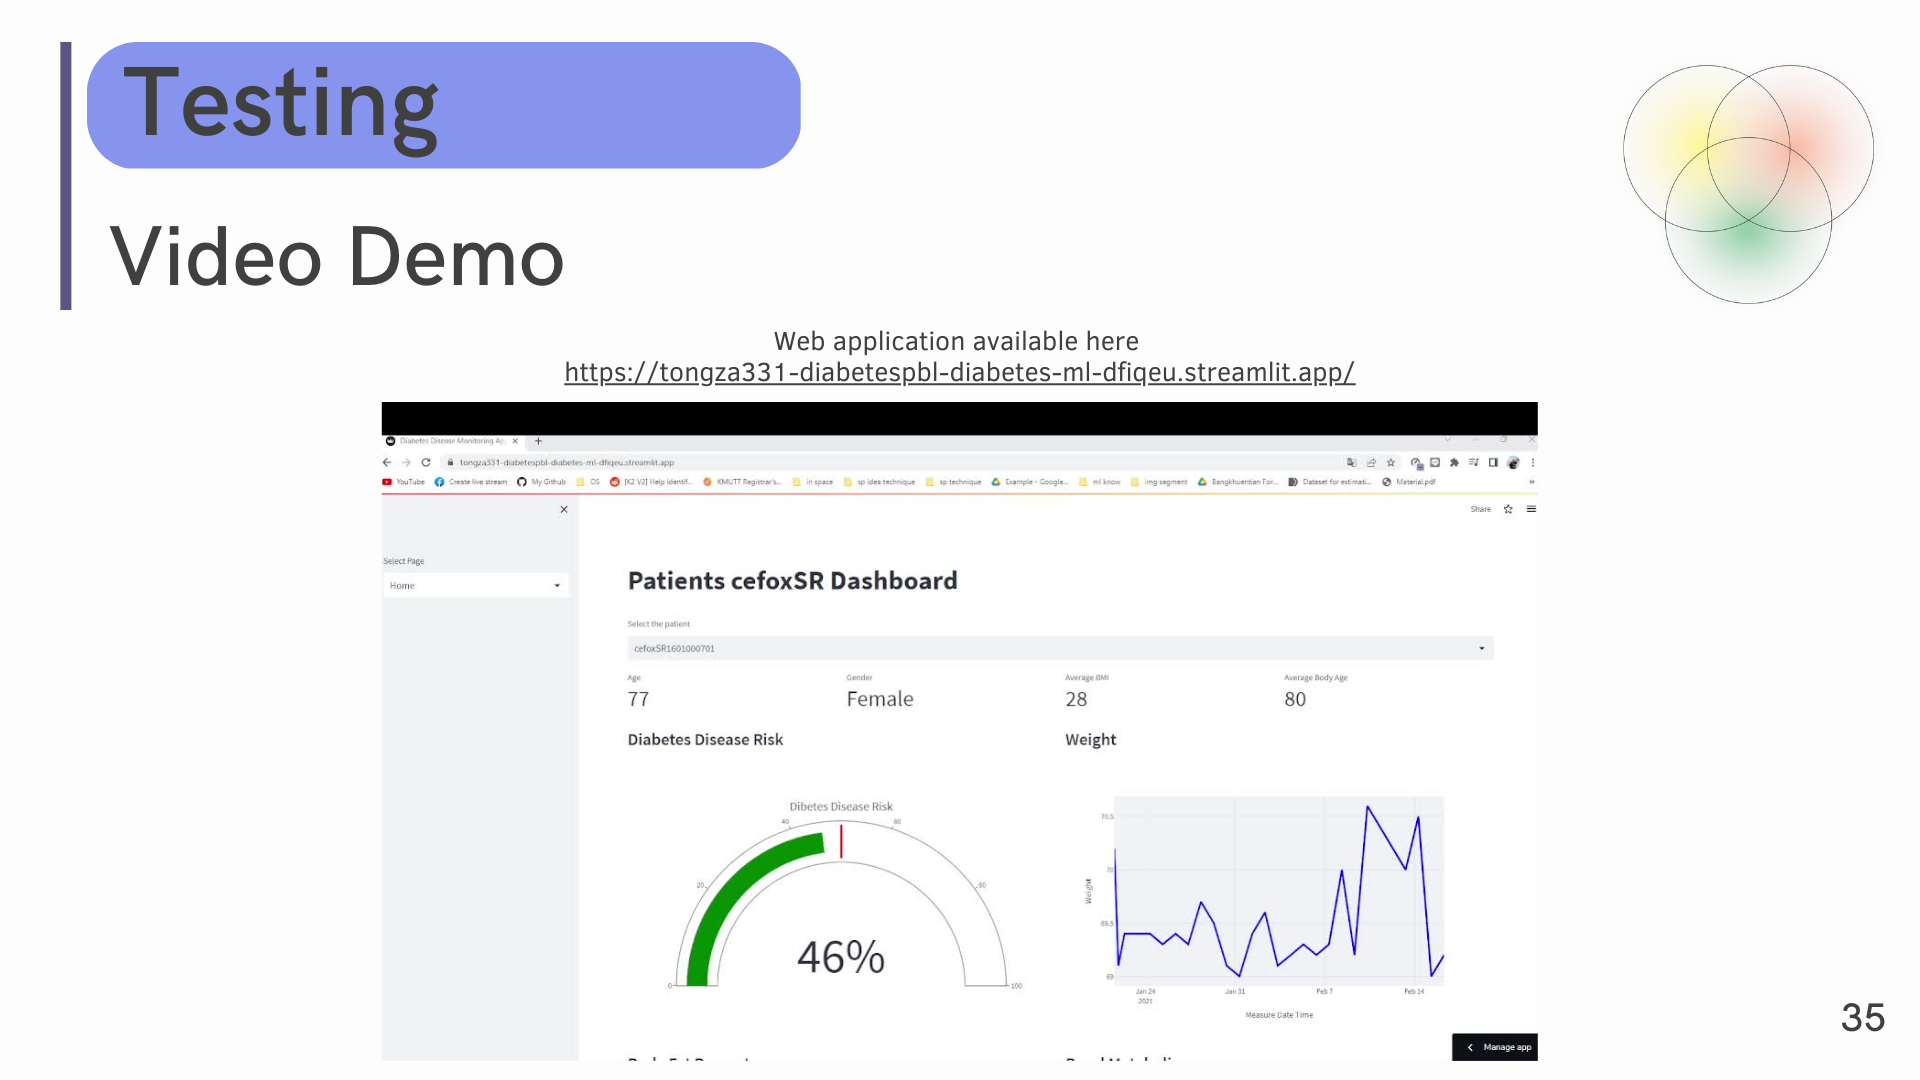 Testing
Video Demo
Web application available here
https://tongza331-diabetespbl-diabetes-ml-dfiqeu.streamlit.app/
Diabetes Disease Monitoring Ap
tongza331-diabetespbl-diabetes-ml-dfiqeu.streamlit.app
YouTube Create live stream My Github OS [K2 V2] Help identif... KMUTT Registrar's... in space sp idea technique sp technique Example - Google... ml know img segment Bangkhuentian For... Dataset for estimati... Material.pdf
Share
Select Page
Home
Patients cefoxSR Dashboard
Select the patient
cefoxSR1601000701
Age Gender Average BMI Average Body Age
77 Female 28 80
Diabetes Disease Risk Weight
Dibetes Disease Risk
0 20 40 60 80 100
46%
Weight
70.5
70
69.5
69
Jan 24 Jan 31 Feb 7 Feb 14
2021
Measure Date Time
Manage app
35